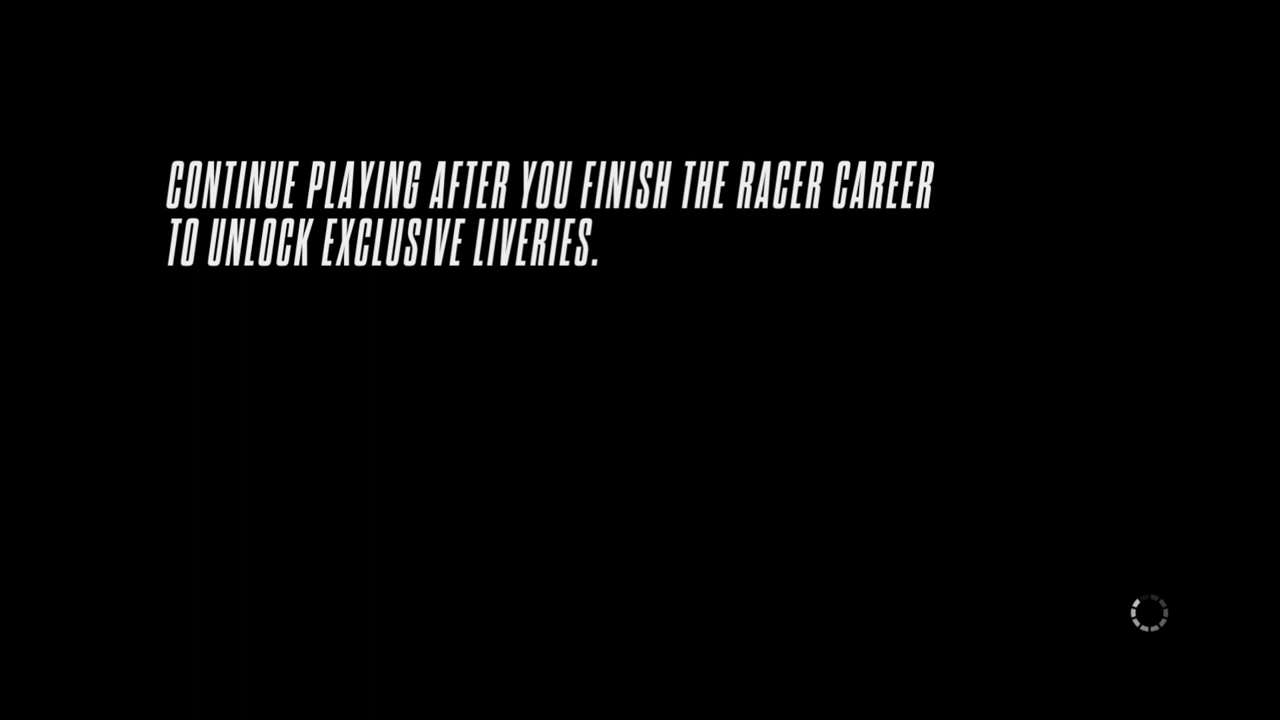 CONTINUE PLAYING AFTER YOU FINISH THE RACER CAREER
TO UNLOCK EXCLUSIVE LIVERIES.